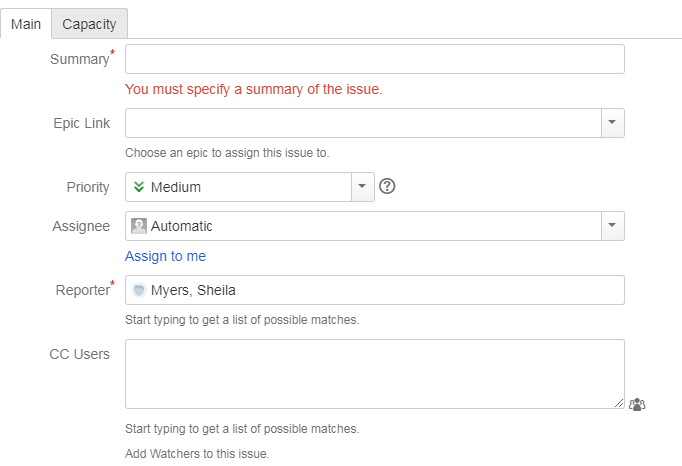 Main Capacity
Summary*
You must specify a summary of the issue.
Epic Link
Choose an epic to assign this issue to.
Priority Medium ?
Assignee Automatic
Assign to me
Reporter* Myers, Sheila
Start typing to get a list of possible matches.
CC Users
Start typing to get a list of possible matches.
Add Watchers to this issue.